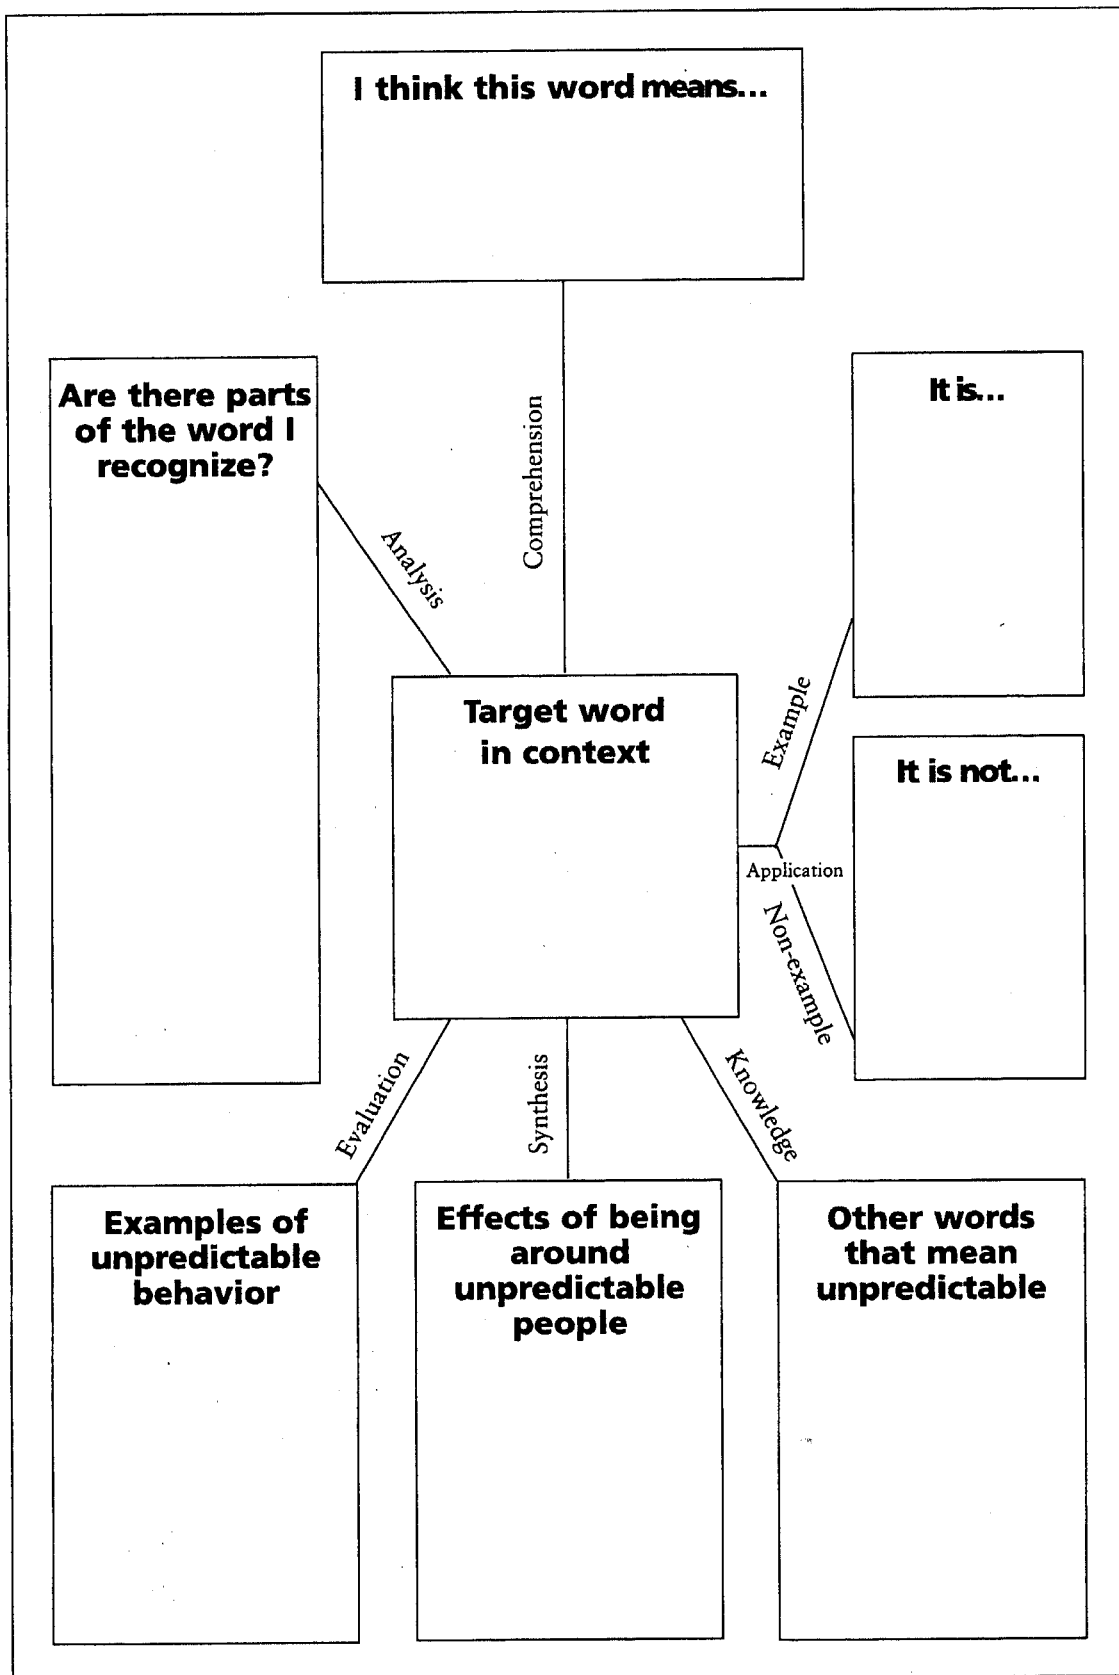 I think this word means...
Are there parts
of the word I
recognize?
Analysis
Comprehension
It is...
Target word
in context
Example
Application
Non-example
It is not...
Evaluation
Synthesis
Knowledge
Examples of
unpredictable
behavior
Effects of being
around
unpredictable
people
Other words
that mean
unpredictable